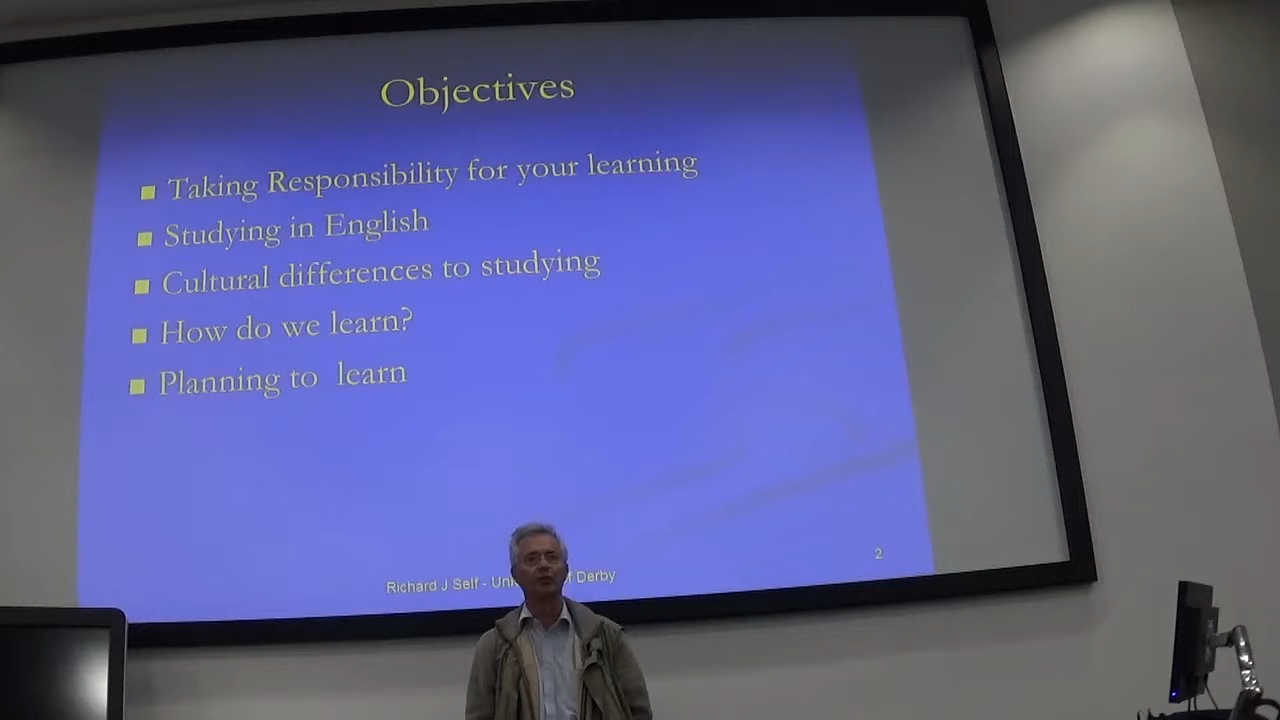 Objectives
Taking Responsibility for your learning
Studying in English
Cultural differences to studying
How do we learn?
Planning to learn
Richard J Self - Derby
2